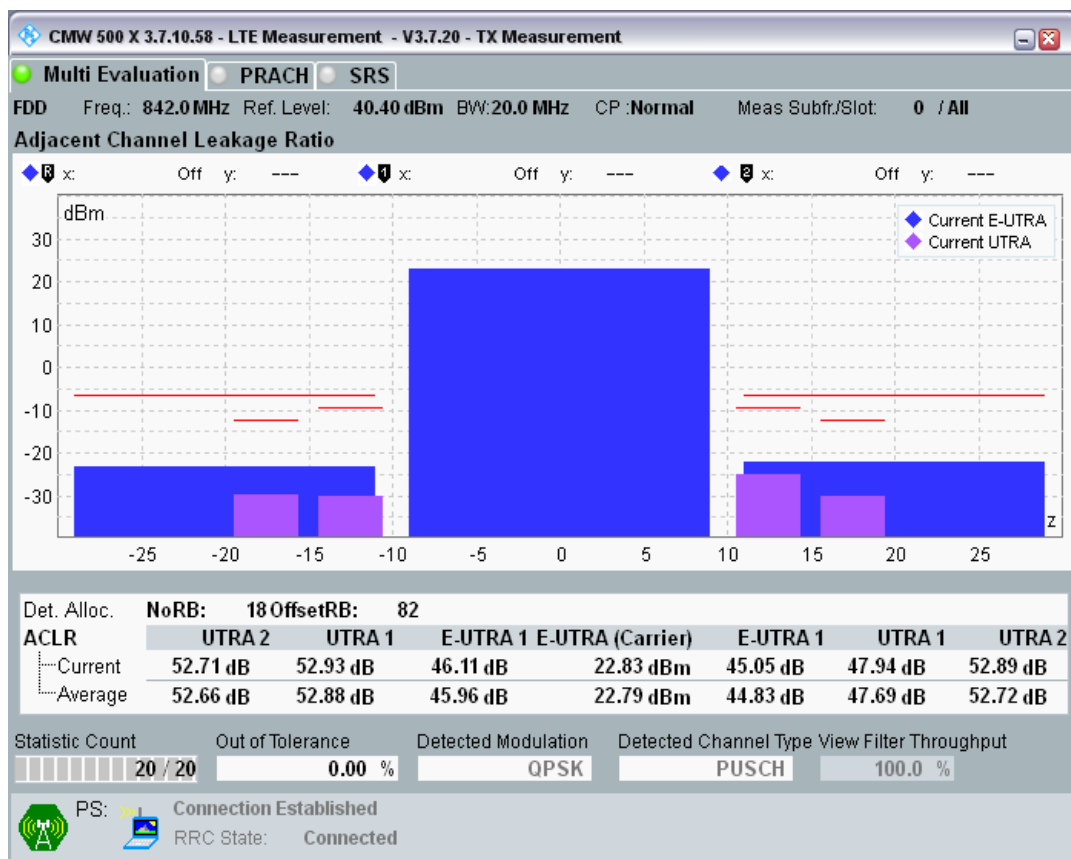 CMW 500 X 3.7.10.58 - LTE Measurement - V3.7.20 - TX Measurement
Multi Evaluation PRACH SRS
FDD Freq.: 842.0 MHz Ref. Level: 40.40 dBm BW:20.0 MHz CP :Normal Meas Subfr./Slot: 0 / All
Adjacent Channel Leakage Ratio
R x: Off y: --- 1 x: Off y: --- 2 x: Off y: ---
dBm
Current E-UTRA
Current UTRA
30
20
10
0
-10
-20
-30
z
-25 -20 -15 -10 -5 0 5 10 15 20 25
Det. Alloc. NoRB: 18 OffsetRB: 82
ACLR UTRA 2 UTRA 1 E-UTRA 1 E-UTRA (Carrier) E-UTRA 1 UTRA 1 UTRA 2
Current 52.71 dB 52.93 dB 46.11 dB 22.83 dBm 45.05 dB 47.94 dB 52.89 dB
Average 52.66 dB 52.88 dB 45.96 dB 22.79 dBm 44.83 dB 47.69 dB 52.72 dB
Statistic Count Out of Tolerance Detected Modulation Detected Channel Type View Filter Throughput
20 / 20 0.00 % QPSK PUSCH 100.0 %
PS: Connection Established
RRC State: Connected